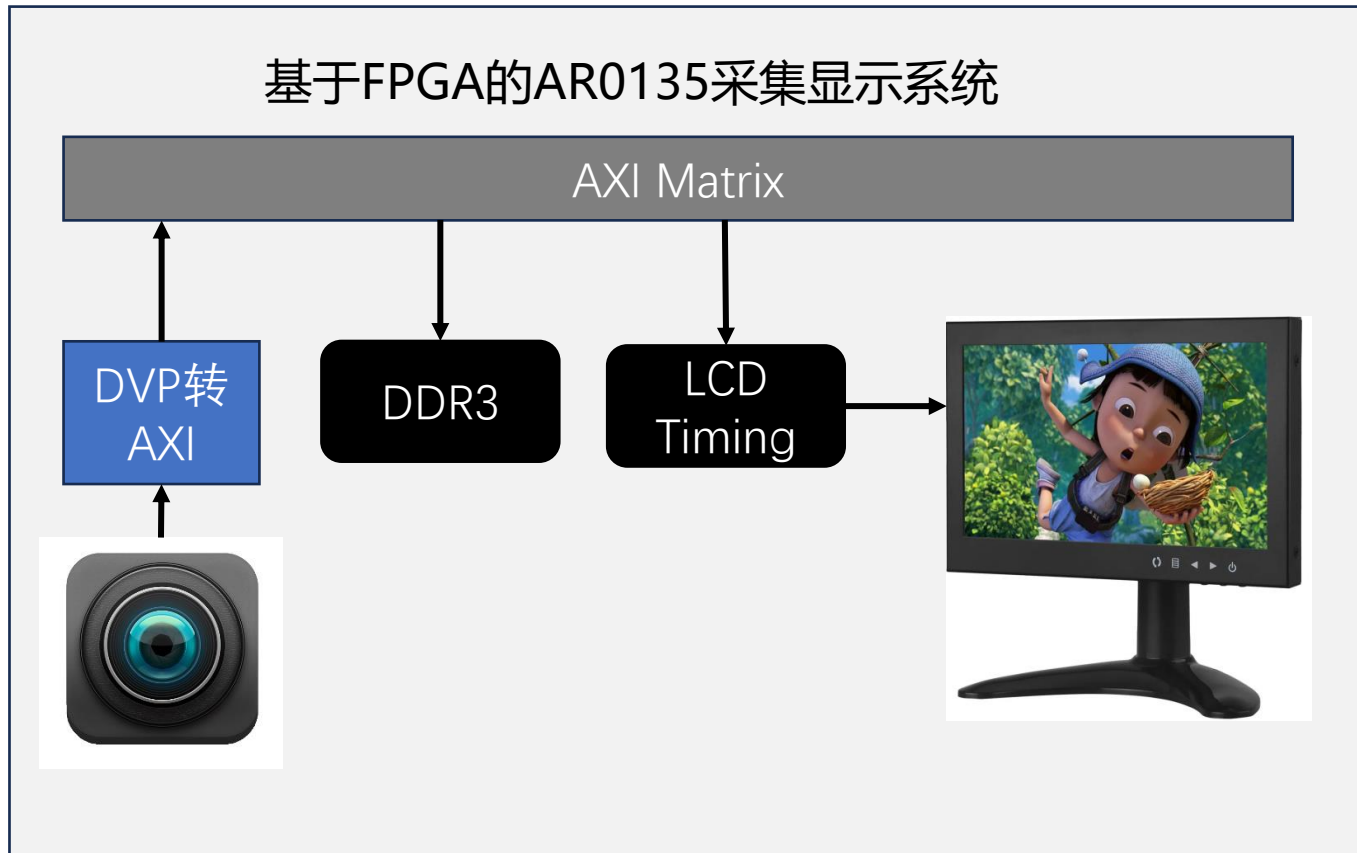 基于FPGA的AR0135采集显示系统
AXI Matrix
DVP转
AXI
DDR3
LCD
Timing